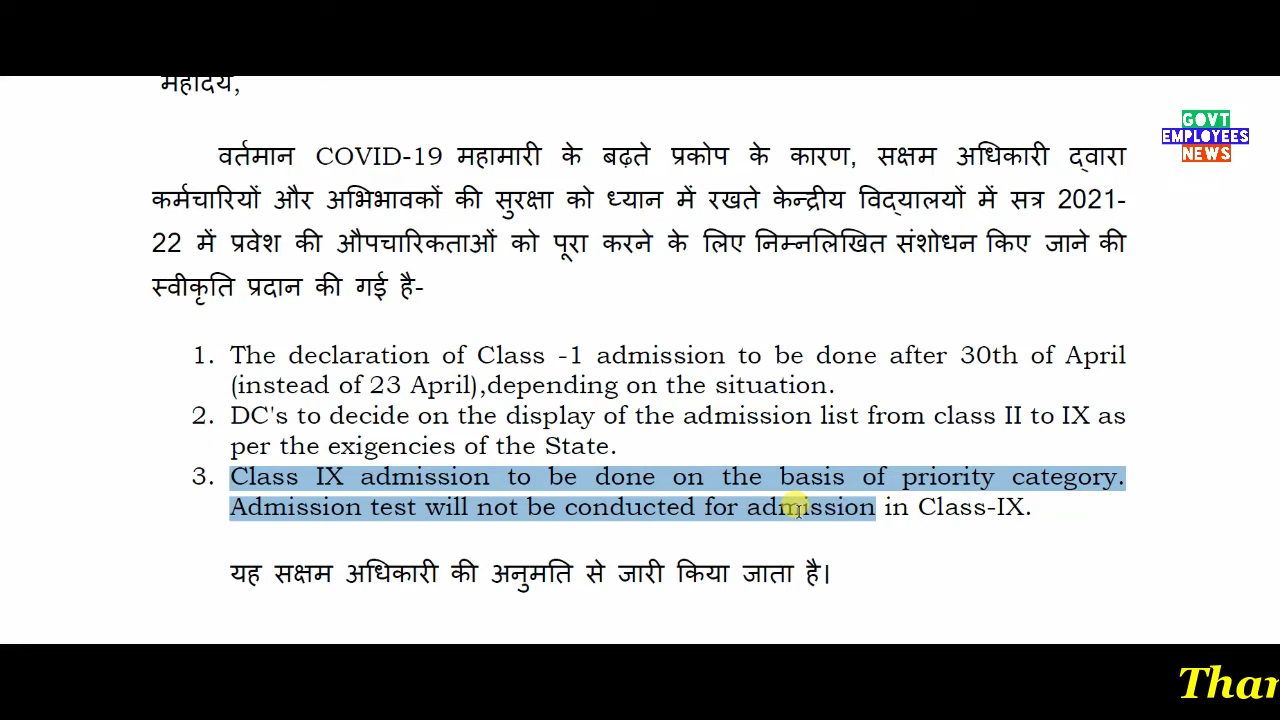 महोदय,
GOVT
EMPLOYEES
NEWS
वर्तमान COVID-19 महामारी के बढ़ते प्रकोप के कारण, सक्षम अधिकारी द्वारा
कर्मचारियों और अभिभावकों की सुरक्षा को ध्यान में रखते केन्द्रीय विद्यालयों में सत्र 2021-
22 में प्रवेश की औपचारिकताओं को पूरा करने के लिए निम्नलिखित संशोधन किए जाने की
स्वीकृति प्रदान की गई है-
1. The declaration of Class -1 admission to be done after 30th of April
(instead of 23 April),depending on the situation.
2. DC's to decide on the display of the admission list from class II to IX as
per the exigencies of the State.
3. Class IX admission to be done on the basis of priority category.
Admission test will not be conducted for admission in Class-IX.
यह सक्षम अधिकारी की अनुमति से जारी किया जाता है।